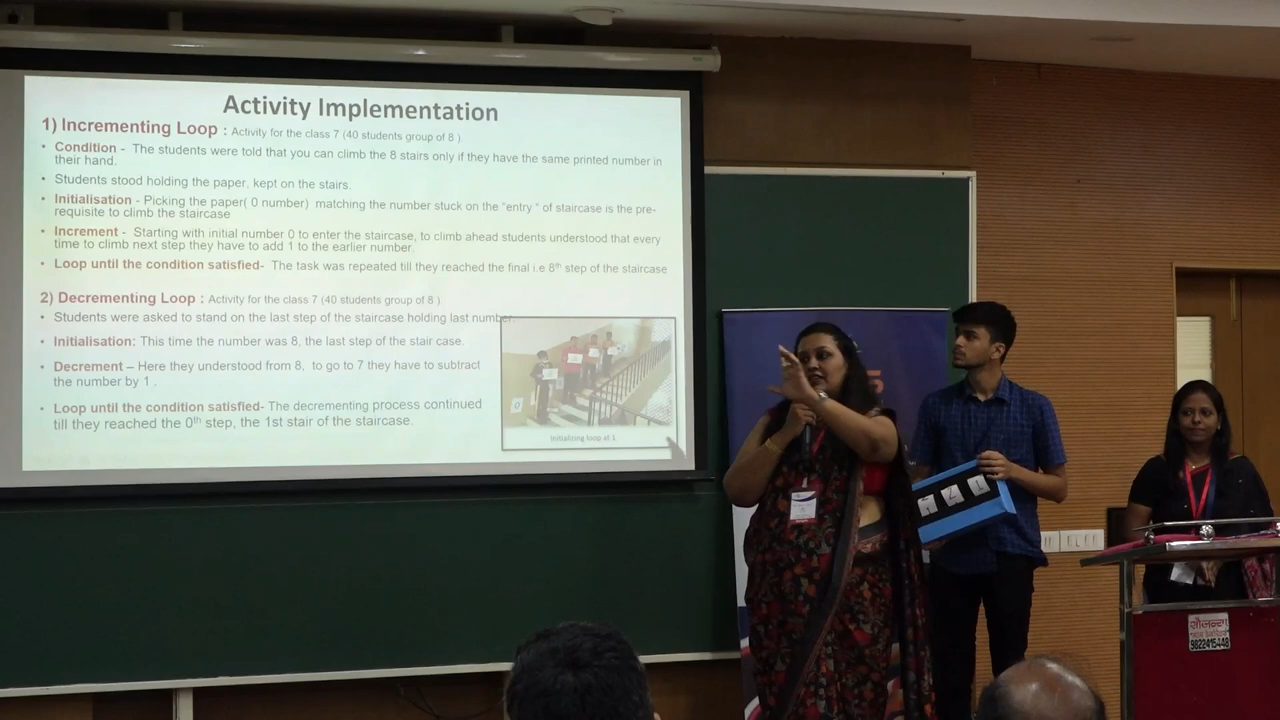 Activity Implementation
1) Incrementing Loop : Activity for the class 7 (40 students group of 8 ).
• Condition - The students were told that you can climb the 8 stairs only if they have the same printed number in
their hand.
• Students stood holding the paper, kept on the stairs.
• Initialisation - Picking the paper( 0 number) matching the number stuck on the "entry " of staircase is the pre-
requisite to climb the staircase
• Increment - Starting with initial number 0 to enter the staircase, to climb ahead students understood that every
time to climb next step they have to add 1 to the earlier number.
• Loop until the condition satisfied- The task was repeated till they reached the final i.e 8th step of the staircase
2) Decrementing Loop : Activity for the class 7 (40 students group of 8 )
• Students were asked to stand on the last step of the staircase holding last number.
• Initialisation: This time the number was 8, the last step of the stair case.
• Decrement – Here they understood from 8, to go to 7 they have to subtract
the number by 1 .
• Loop until the condition satisfied- The decrementing process continued
till they reached the 0th step, the 1st stair of the staircase.
0
Initializing loop at 1
सौजन्या
9822415448